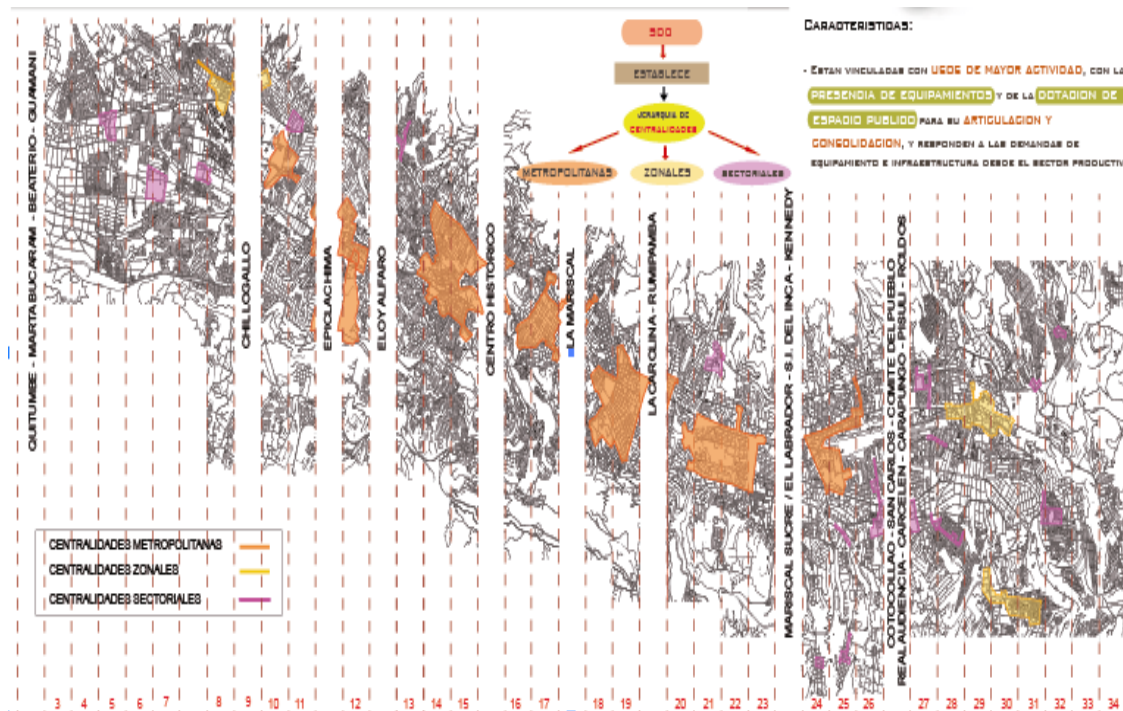 SDO
ESTABLECE
JERARQUIA DE
CENTRALIDADES
METROPOLITANAS
ZONALES
SECTORIALES
CARACTERISTICAS:
- ESTAN VINCULADAS CON USOS DE MAYOR ACTIVIDAD, CON LA
PRESENCIA DE EQUIPAMIENTOS Y DE LA DOTACION DE
ESPACIO PUBLICO PARA SU ARTICULACION Y
CONSOLIDACION, Y RESPONDEN A LAS DEMANDAS DE
EQUIPAMIENTO E INFRAESTRUCTURA DESDE EL SECTOR PRODUCTIV
QUITUMBE - MARTA BUCARAM - BEATERIO - GUAMANI
CHILLOGALLO
EPICLACHIMA
ELOY ALFARO
CENTRO HISTORICO
LA MARISCAL
LA CAROLINA - RUMIPAMBA
MARISCAL SUCRE / EL LABRADOR - S.I. DEL INCA - KENNEDY
COTOCOLLAO - SAN CARLOS - COMITE DEL PUEBLO
REAL AUDIENCIA - CARCELEN - CARAPUNGO - PISULI - ROLDOS
CENTRALIDADES METROPOLITANAS
CENTRALIDADES ZONALES
CENTRALIDADES SECTORIALES
3 4 5 6 7 8 9 10 11 12 13 14 15 16 17 18 19 20 21 22 23 24 25 26 27 28 29 30 31 32 33 34